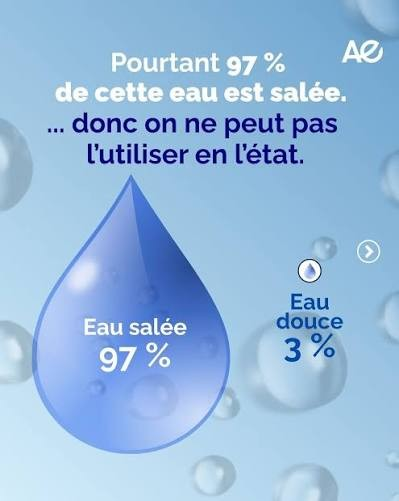 AE
Pourtant 97 %
de cette eau est salée.
... donc on ne peut pas
l'utiliser en l'état.
Eau salée
97 %
Eau
douce
3 %